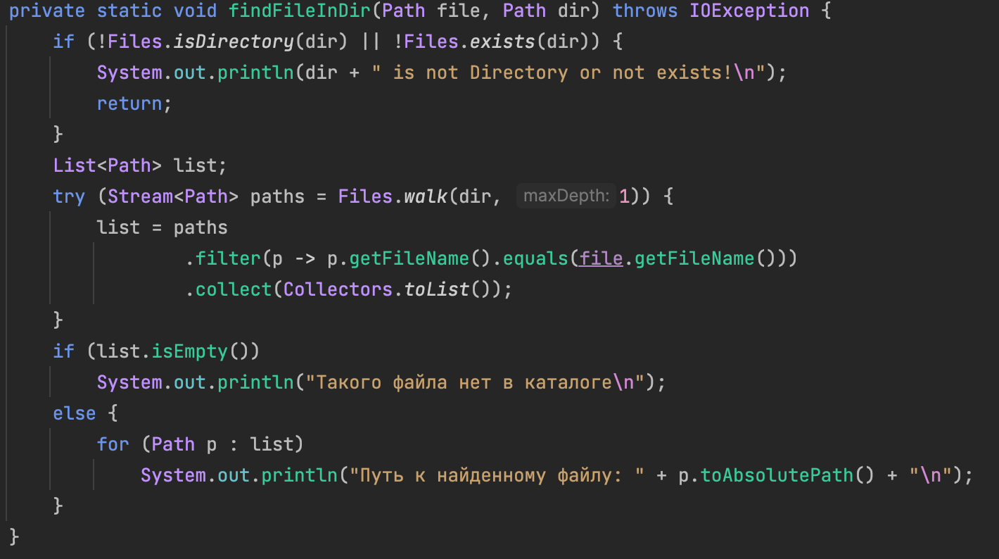 private static void findFileInDir(Path file, Path dir) throws IOException {
    if (!Files.isDirectory(dir) || !Files.exists(dir)) {
        System.out.println(dir + " is not Directory or not exists!\n");
        return;
    }
    List<Path> list;
    try (Stream<Path> paths = Files.walk(dir, maxDepth: 1)) {
        list = paths
                .filter(p -> p.getFileName().equals(file.getFileName()))
                .collect(Collectors.toList());
    }
    if (list.isEmpty())
        System.out.println("Такого файла нет в каталоге\n");
    else {
        for (Path p : list)
            System.out.println("Путь к найденному файлу: " + p.toAbsolutePath() + "\n");
    }
}